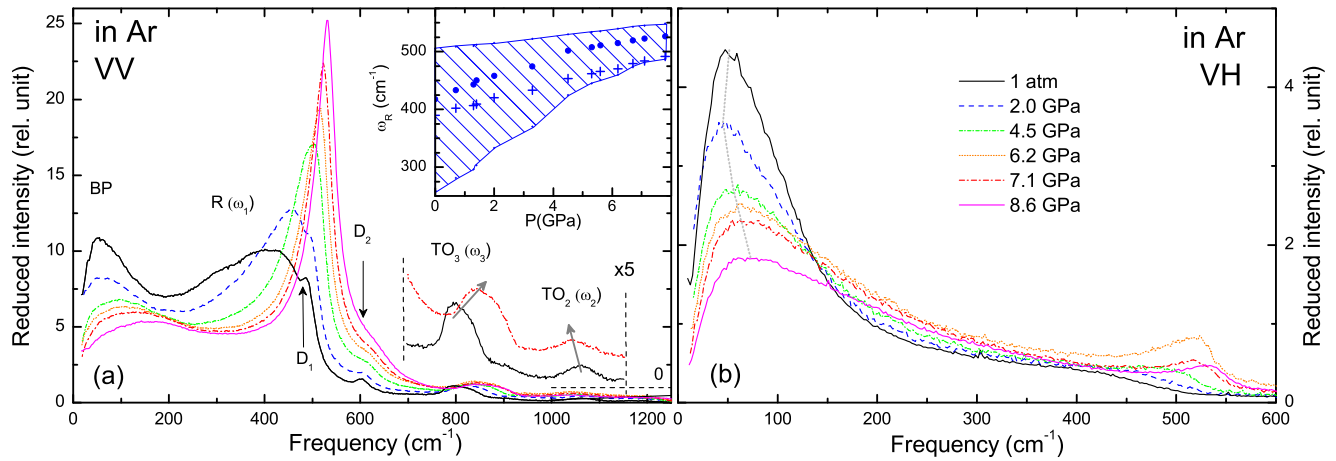 in Ar
VV
25
20
15
10
5
0
Reduced intensity (rel. unit)
BP
R (ω1)
D2
D1
TO3 (ω3)
TO2 (ω2)
x5
0
(a)
0 200 400 600 800 1000 1200
Frequency (cm-1)
500
400
300
ωR (cm-1)
0 2 4 6
P(GPa)
in Ar
VH
1 atm
2.0 GPa
4.5 GPa
6.2 GPa
7.1 GPa
8.6 GPa
4
2
0
Reduced intensity (rel. unit)
(b)
0 100 200 300 400 500 600
Frequency (cm-1)